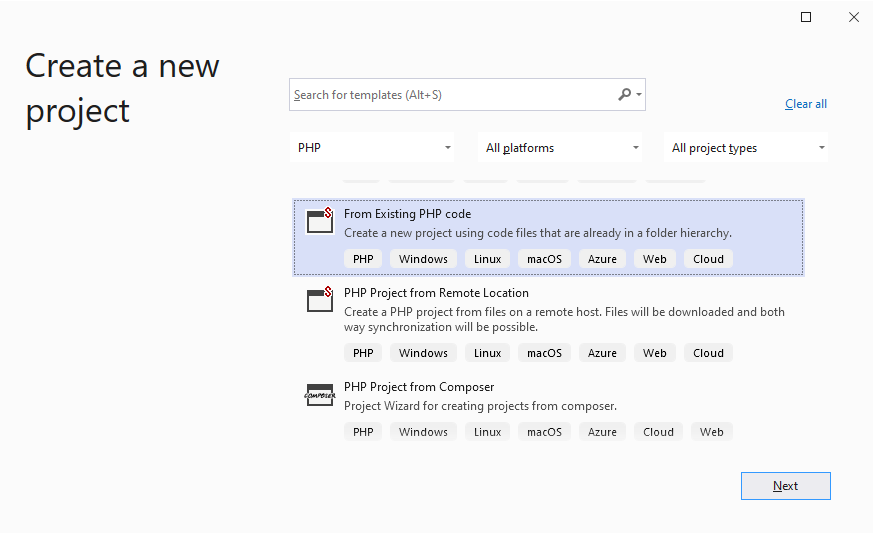 Create a new
project
Search for templates (Alt+S)
Clear all
PHP
All platforms
All project types
From Existing PHP code
Create a new project using code files that are already in a folder hierarchy.
PHP Windows Linux macOS Azure Web Cloud
PHP Project from Remote Location
Create a PHP project from files on a remote host. Files will be downloaded and both
way synchronization will be possible.
PHP Windows Linux macOS Azure Web Cloud
COMPOSER
PHP Project from Composer
Project Wizard for creating projects from composer.
PHP Windows Linux macOS Azure Cloud Web
Next